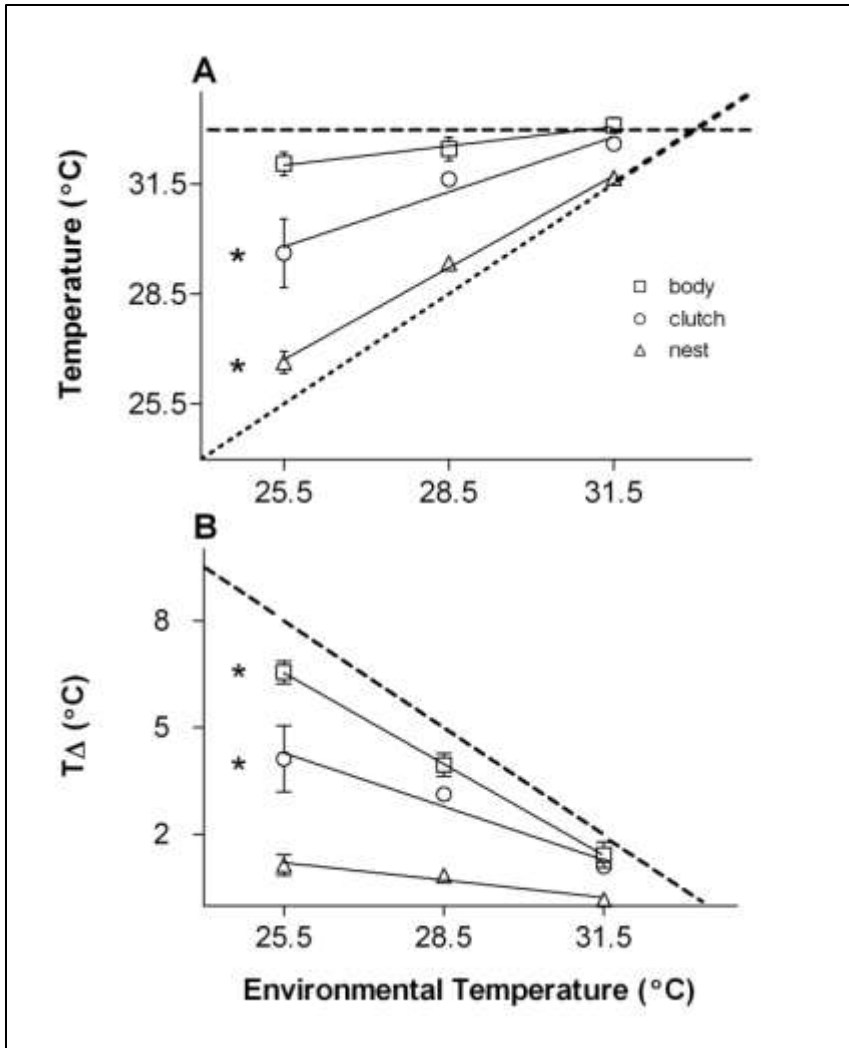 A
Temperature (°C)
31.5
28.5
25.5
body
clutch
nest
*
*
25.5 28.5 31.5
B
TΔ (°C)
8
5
2
*
*
25.5 28.5 31.5
Environmental Temperature (°C)